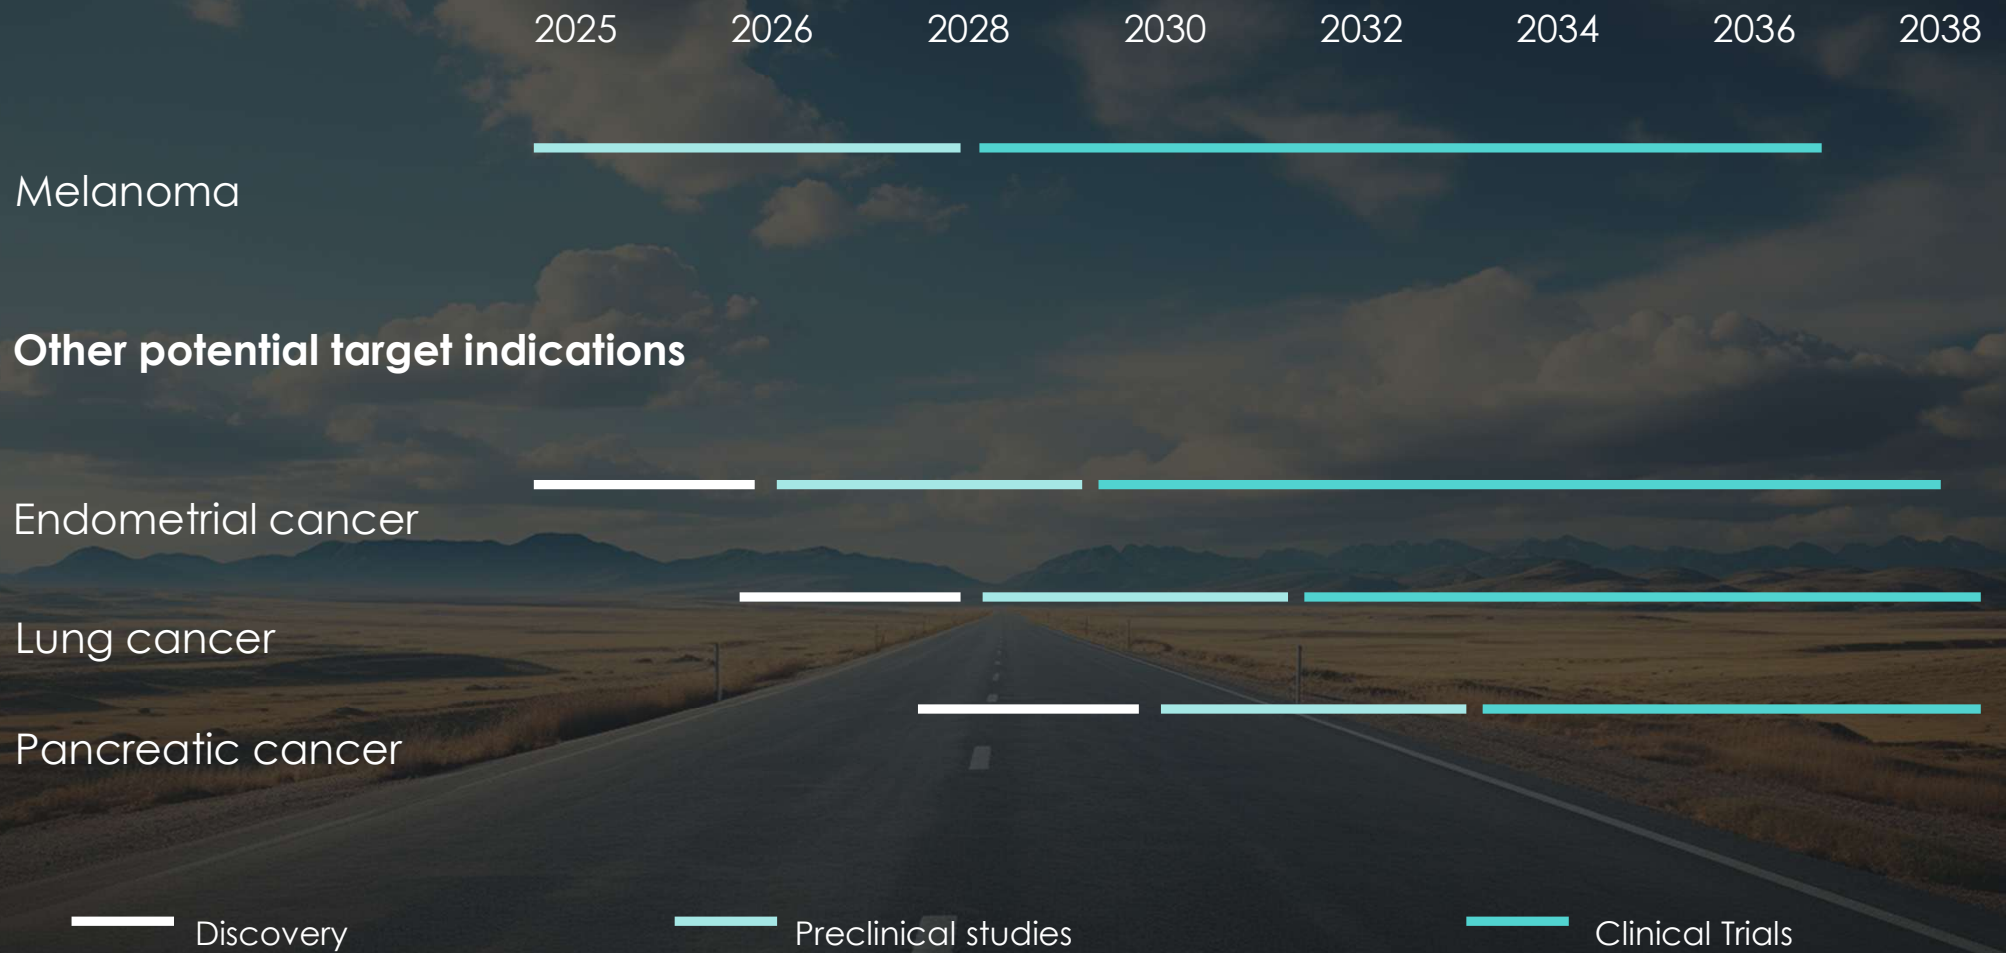 2025 2026 2028 2030 2032 2034 2036 2038
Melanoma
Other potential target indications
Endometrial cancer
Lung cancer
Pancreatic cancer
Discovery Preclinical studies Clinical Trials